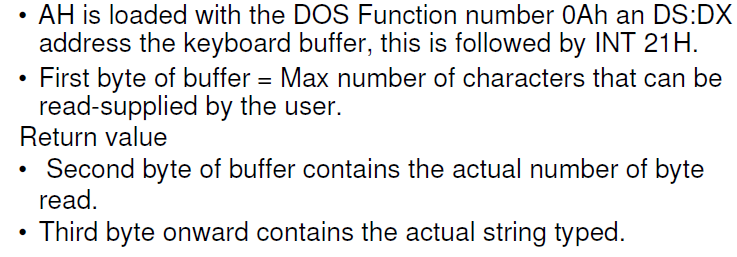 • AH is loaded with the DOS Function number 0Ah an DS:DX
address the keyboard buffer, this is followed by INT 21H.
• First byte of buffer = Max number of characters that can be
read-supplied by the user.
Return value
• Second byte of buffer contains the actual number of byte
read.
• Third byte onward contains the actual string typed.